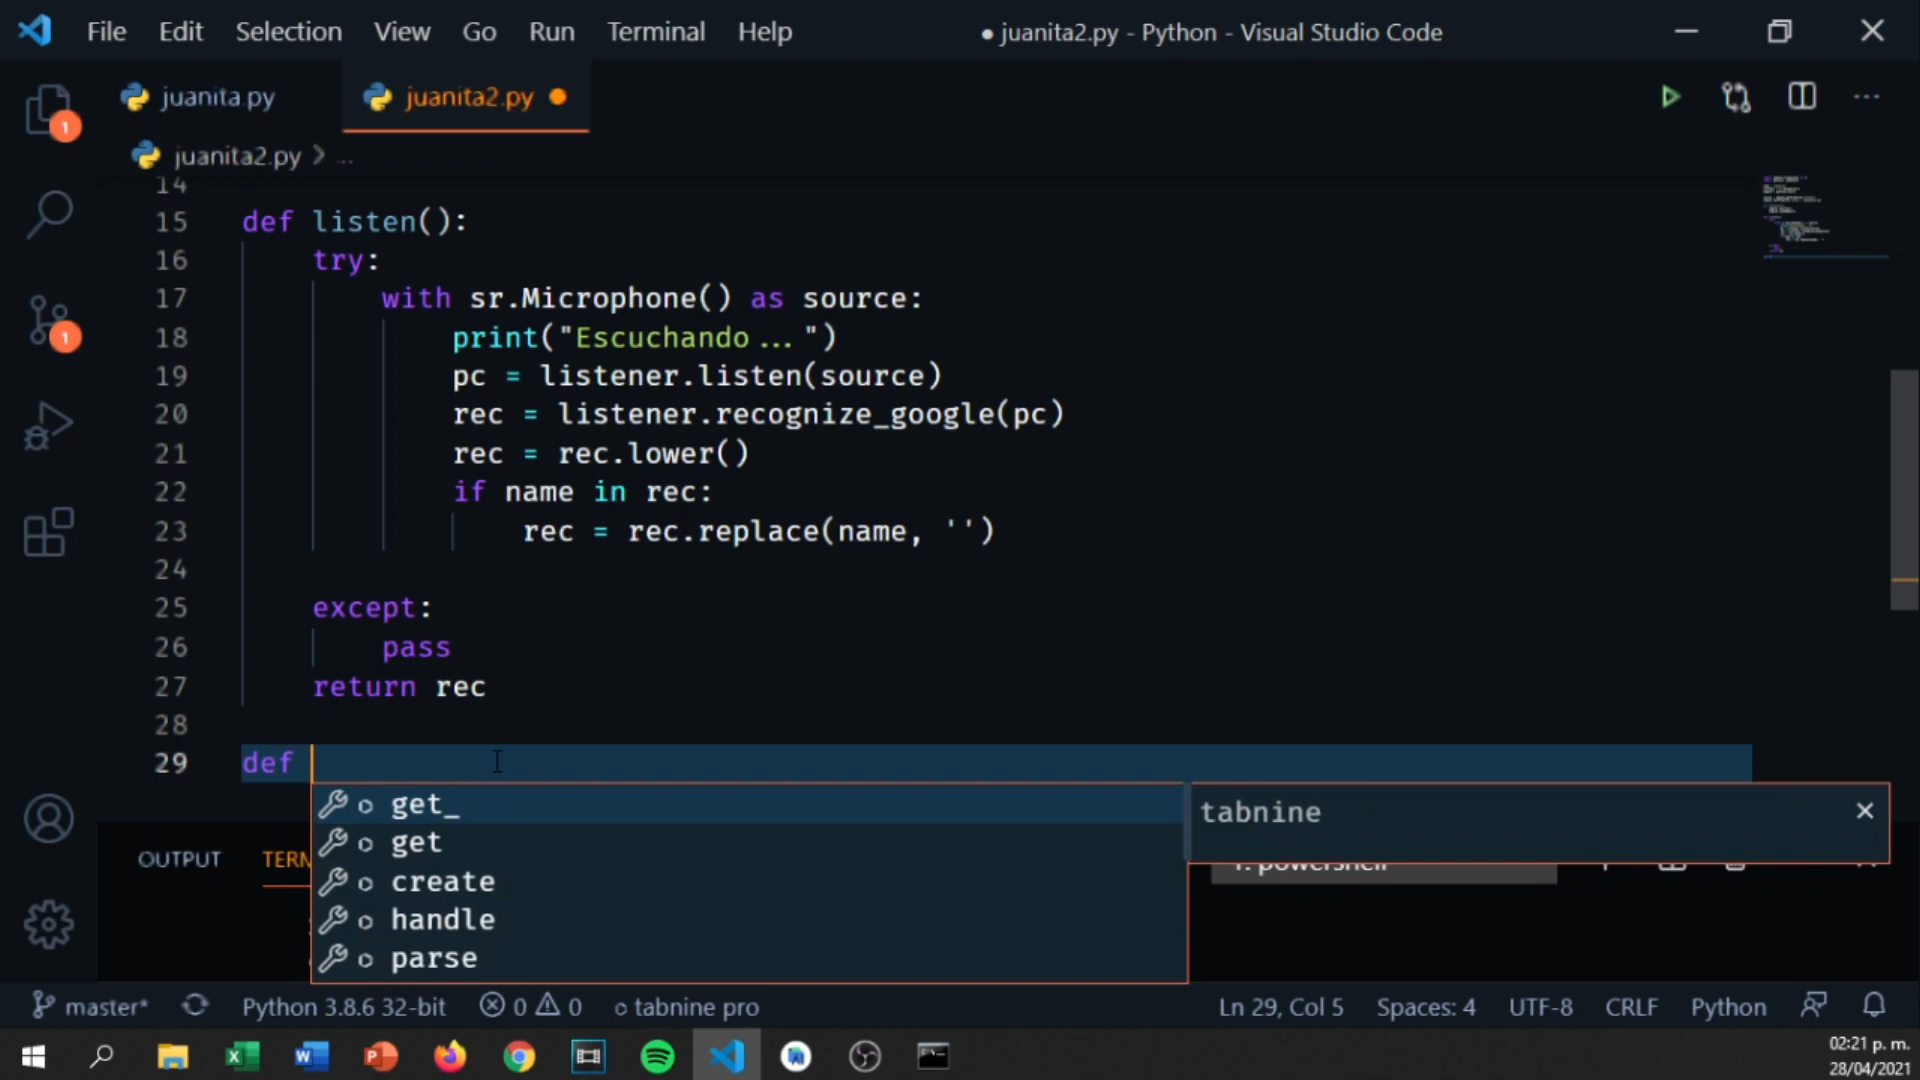 File Edit Selection View Go Run Terminal Help
● juanita2.py - Python - Visual Studio Code
juanita.py
juanita2.py
juanita2.py > ...
14
15 def listen():
16 try:
17 with sr.Microphone() as source:
18 print("Escuchando...")
19 pc = listener.listen(source)
20 rec = listener.recognize_google(pc)
21 rec = rec.lower()
22 if name in rec:
23 rec = rec.replace(name, '')
24
25 except:
26 pass
27 return rec
28
29 def
get_
get
create
handle
parse
tabnine
OUTPUT TERM
1: powershell
1
1
master* Python 3.8.6 32-bit 0 0 tabnine pro Ln 29, Col 5 Spaces: 4 UTF-8 CRLF Python
02:21 p. m.
28/04/2021